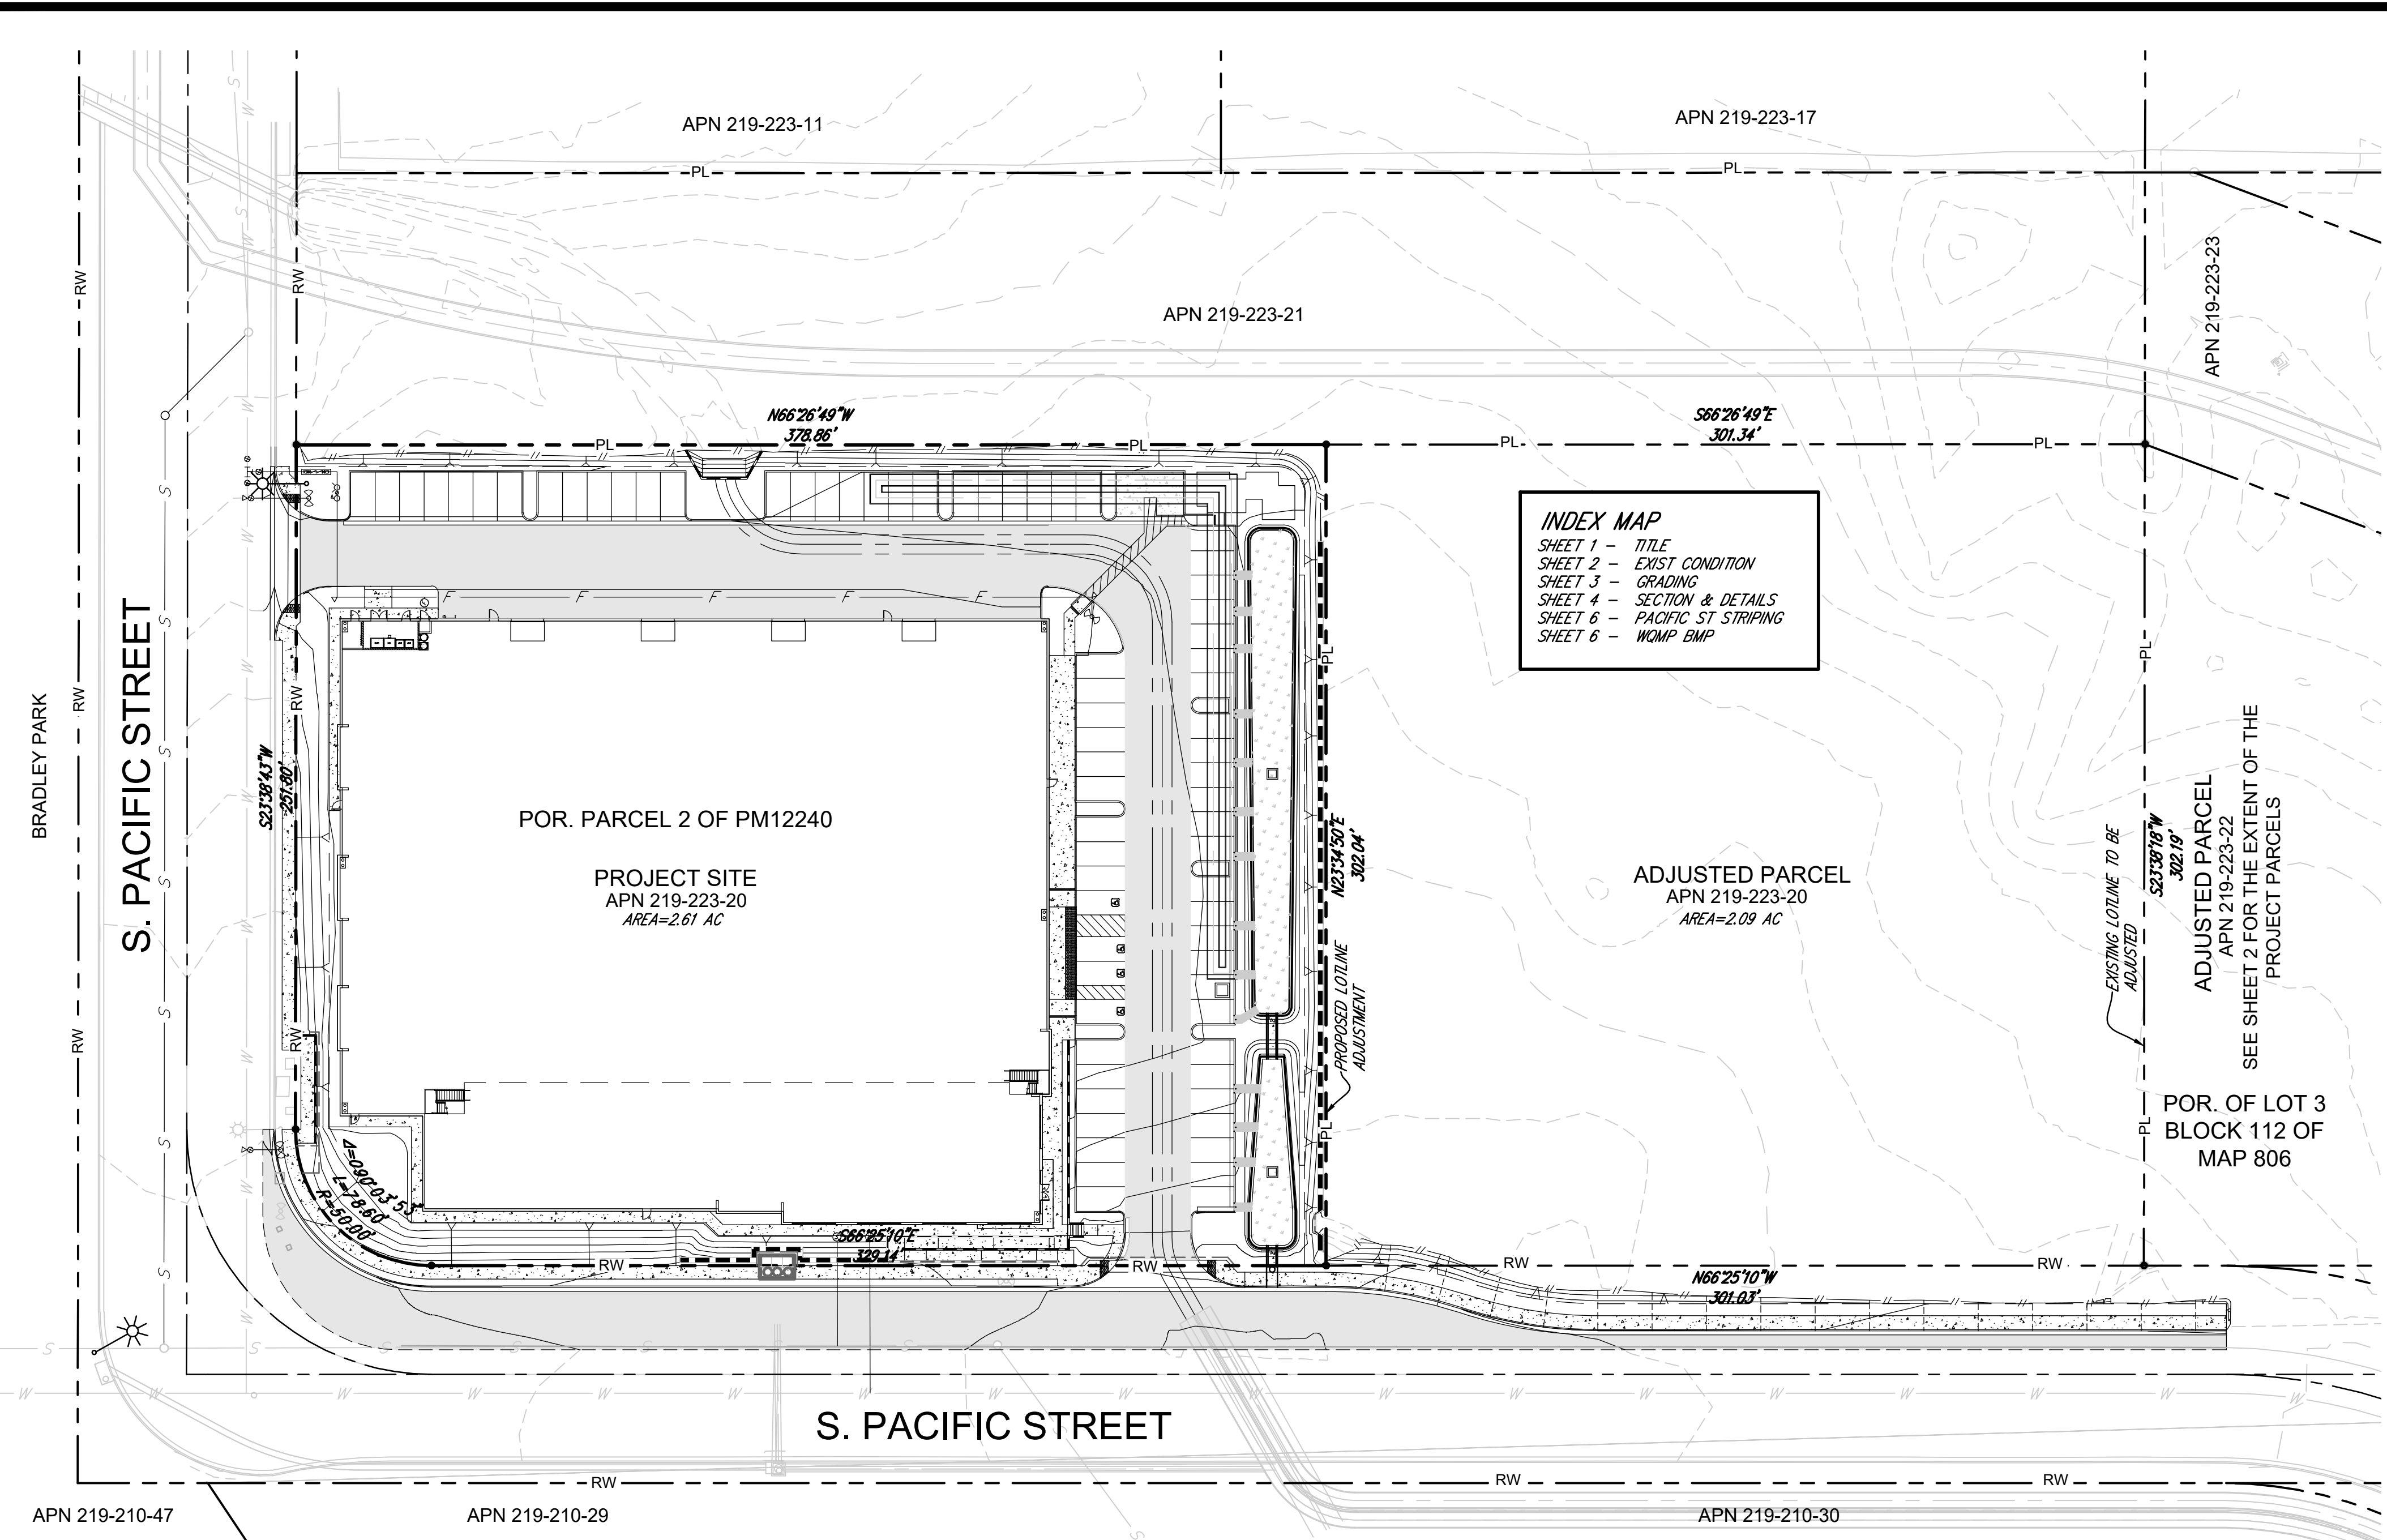 APN 219-223-11
APN 219-223-17
PL
PL
RW
RW
APN 219-223-23
APN 219-223-21
N66°26'49"W
378.86'
S66°26'49"E
301.34'
PL
PL
PL
PL
INDEX MAP
SHEET 1 - TITLE
SHEET 2 - EXIST CONDITION
SHEET 3 - GRADING
SHEET 4 - SECTION & DETAILS
SHEET 6 - PACIFIC ST STRIPING
SHEET 6 - WQMP BMP
F F F F F
BRADLEY PARK
RW
S. PACIFIC STREET
S23°38'43"W
251.80'
RW
RW
RW
POR. PARCEL 2 OF PM12240
PROJECT SITE
APN 219-223-20
AREA=2.61 AC
PL
N23°34'50"E
302.04'
PROPOSED LOTLINE
ADJUSTMENT
PL
ADJUSTED PARCEL
APN 219-223-20
AREA=2.09 AC
PL
EXISTING LOTLINE TO BE
ADJUSTED
S23°38'18"W
302.19'
PL
ADJUSTED PARCEL
APN 219-223-22
SEE SHEET 2 FOR THE EXTENT OF THE
PROJECT PARCELS
POR. OF LOT 3
BLOCK 112 OF
MAP 806
Δ=090°03'53"
L=78.60'
R=50.00'
S66°25'10"E
329.14'
RW
RW
RW
RW
N66°25'10"W
301.03'
S S S S S S S S
S S S S S
W W W W W W W W W W W W W W W W W W
S. PACIFIC STREET
RW
RW
RW
APN 219-210-47
APN 219-210-29
APN 219-210-30